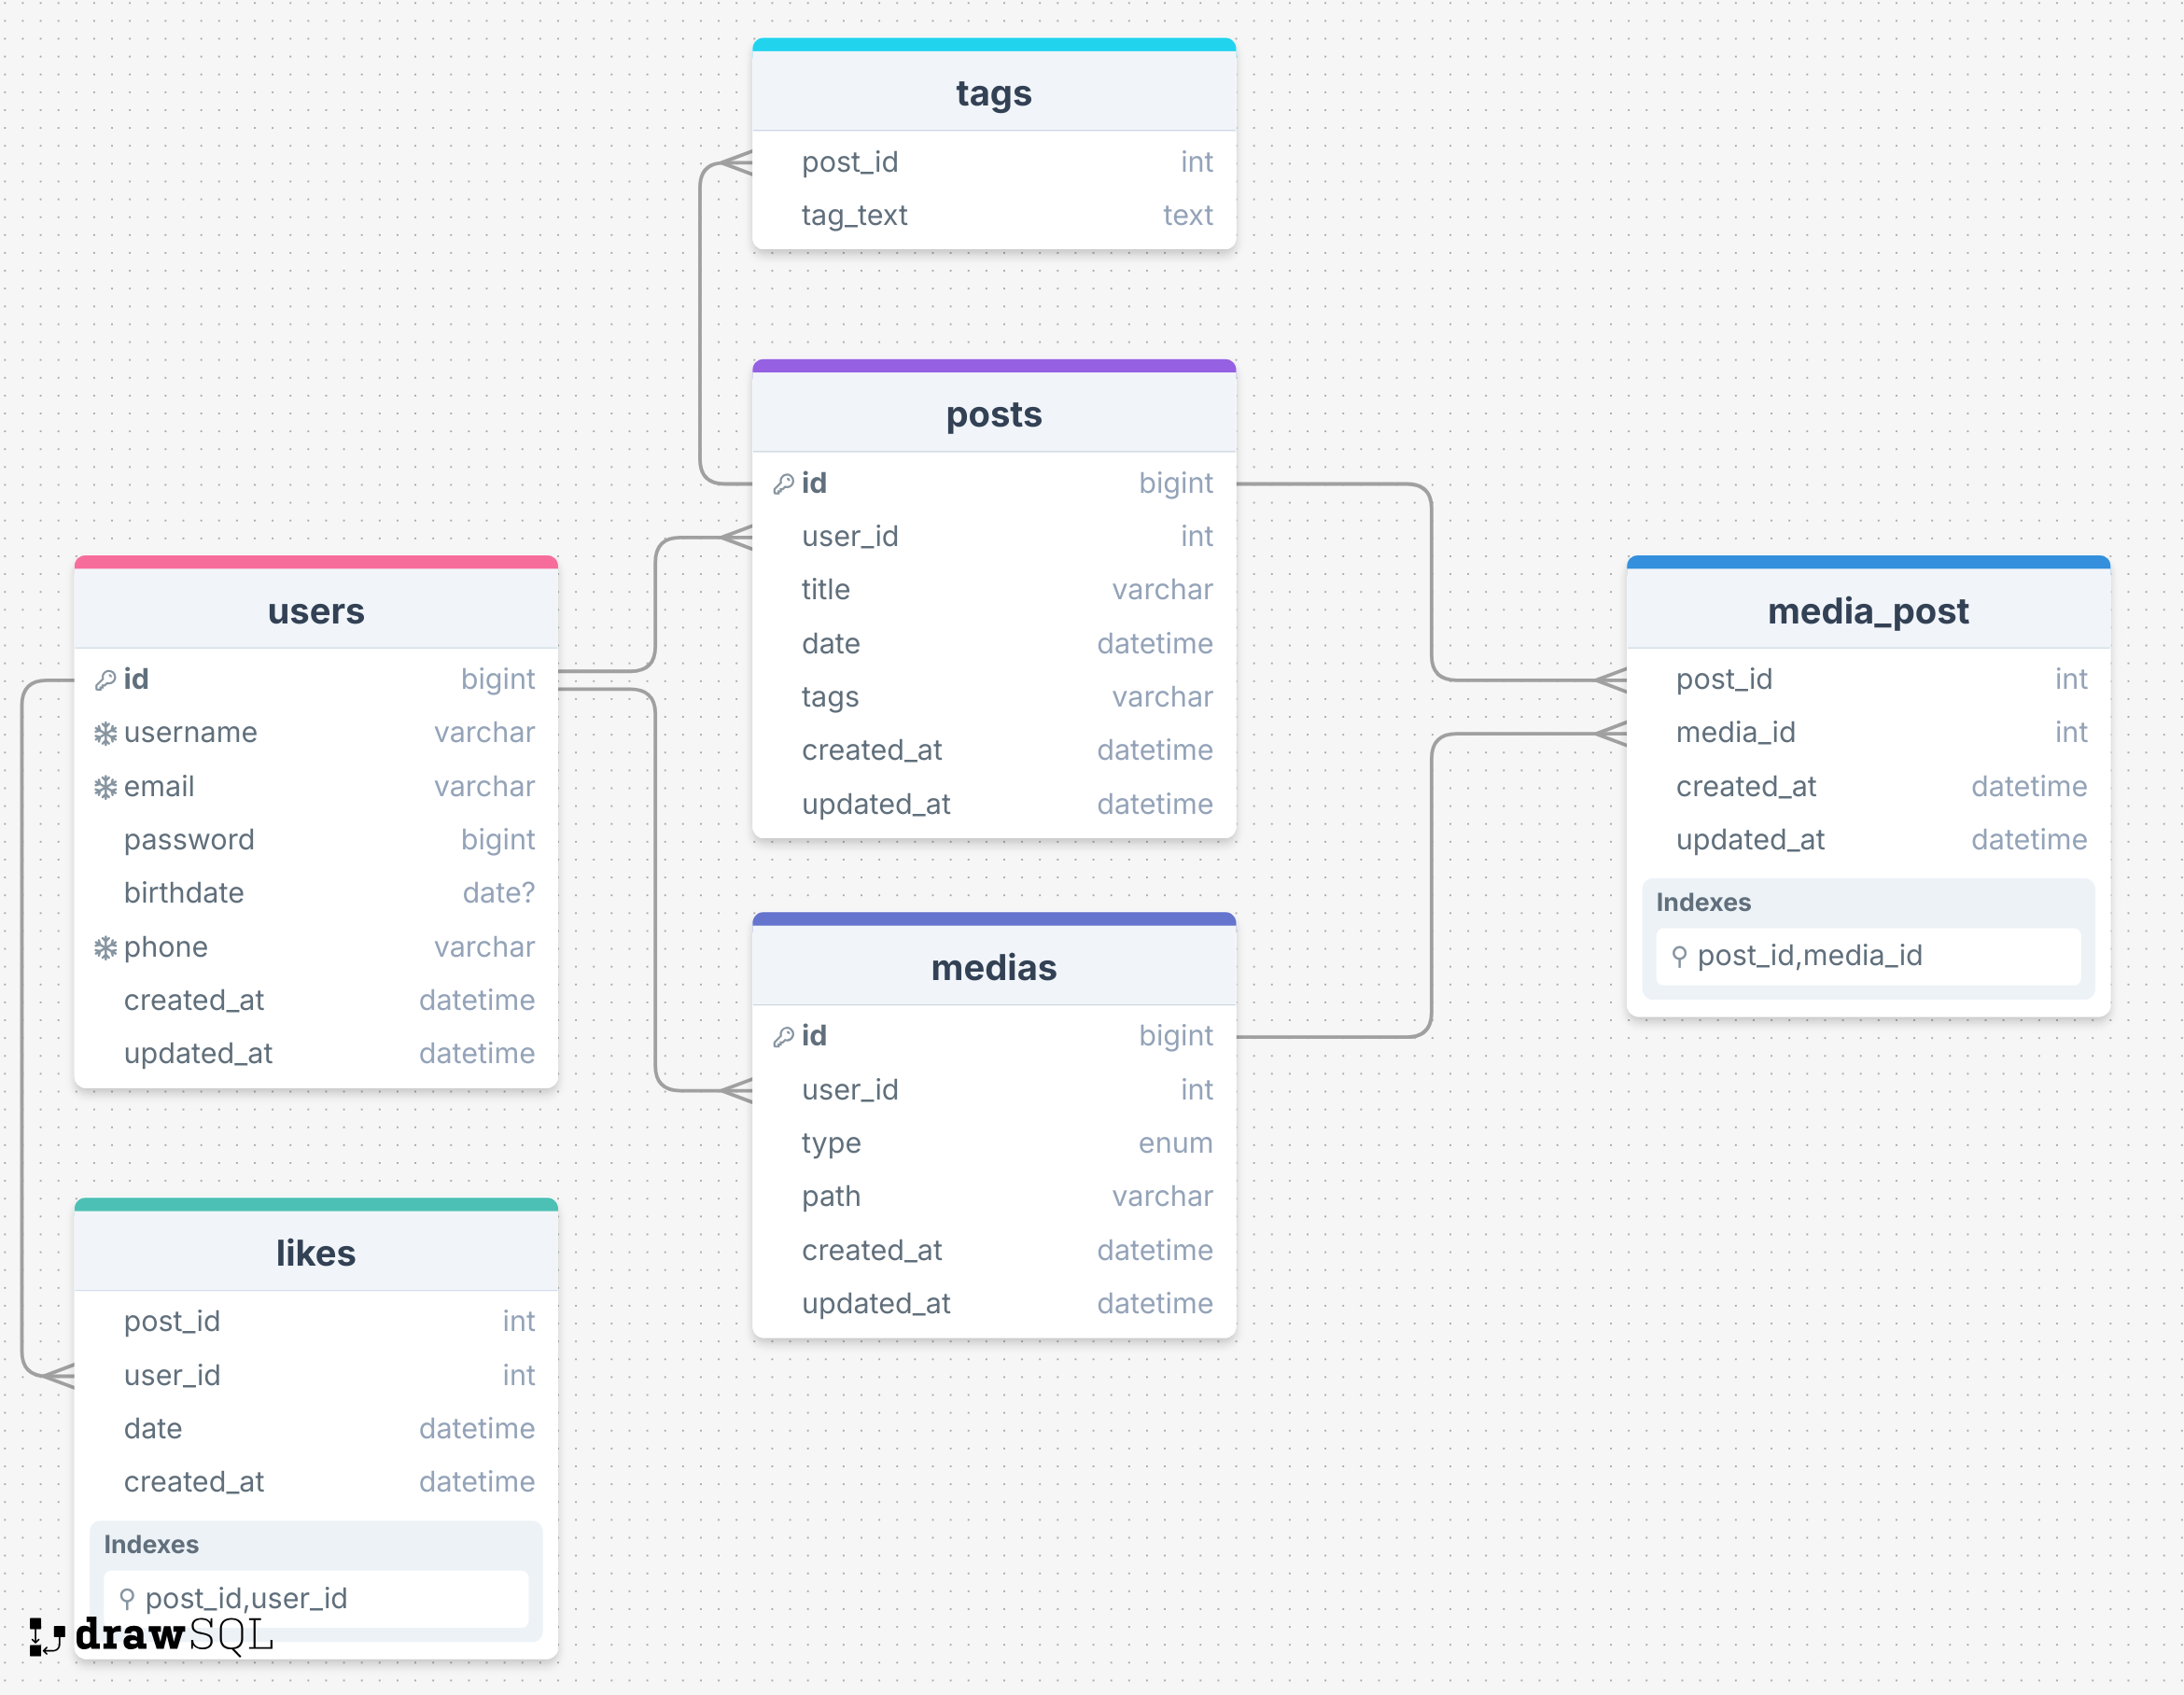 tags
post_id int
tag_text text
posts
id bigint
user_id int
title varchar
date datetime
tags varchar
created_at datetime
updated_at datetime
users
id bigint
username varchar
email varchar
password bigint
birthdate date?
phone varchar
created_at datetime
updated_at datetime
media_post
post_id int
media_id int
created_at datetime
updated_at datetime
Indexes
post_id,media_id
medias
id bigint
user_id int
type enum
path varchar
created_at datetime
updated_at datetime
likes
post_id int
user_id int
date datetime
created_at datetime
Indexes
post_id,user_id
drawSQL